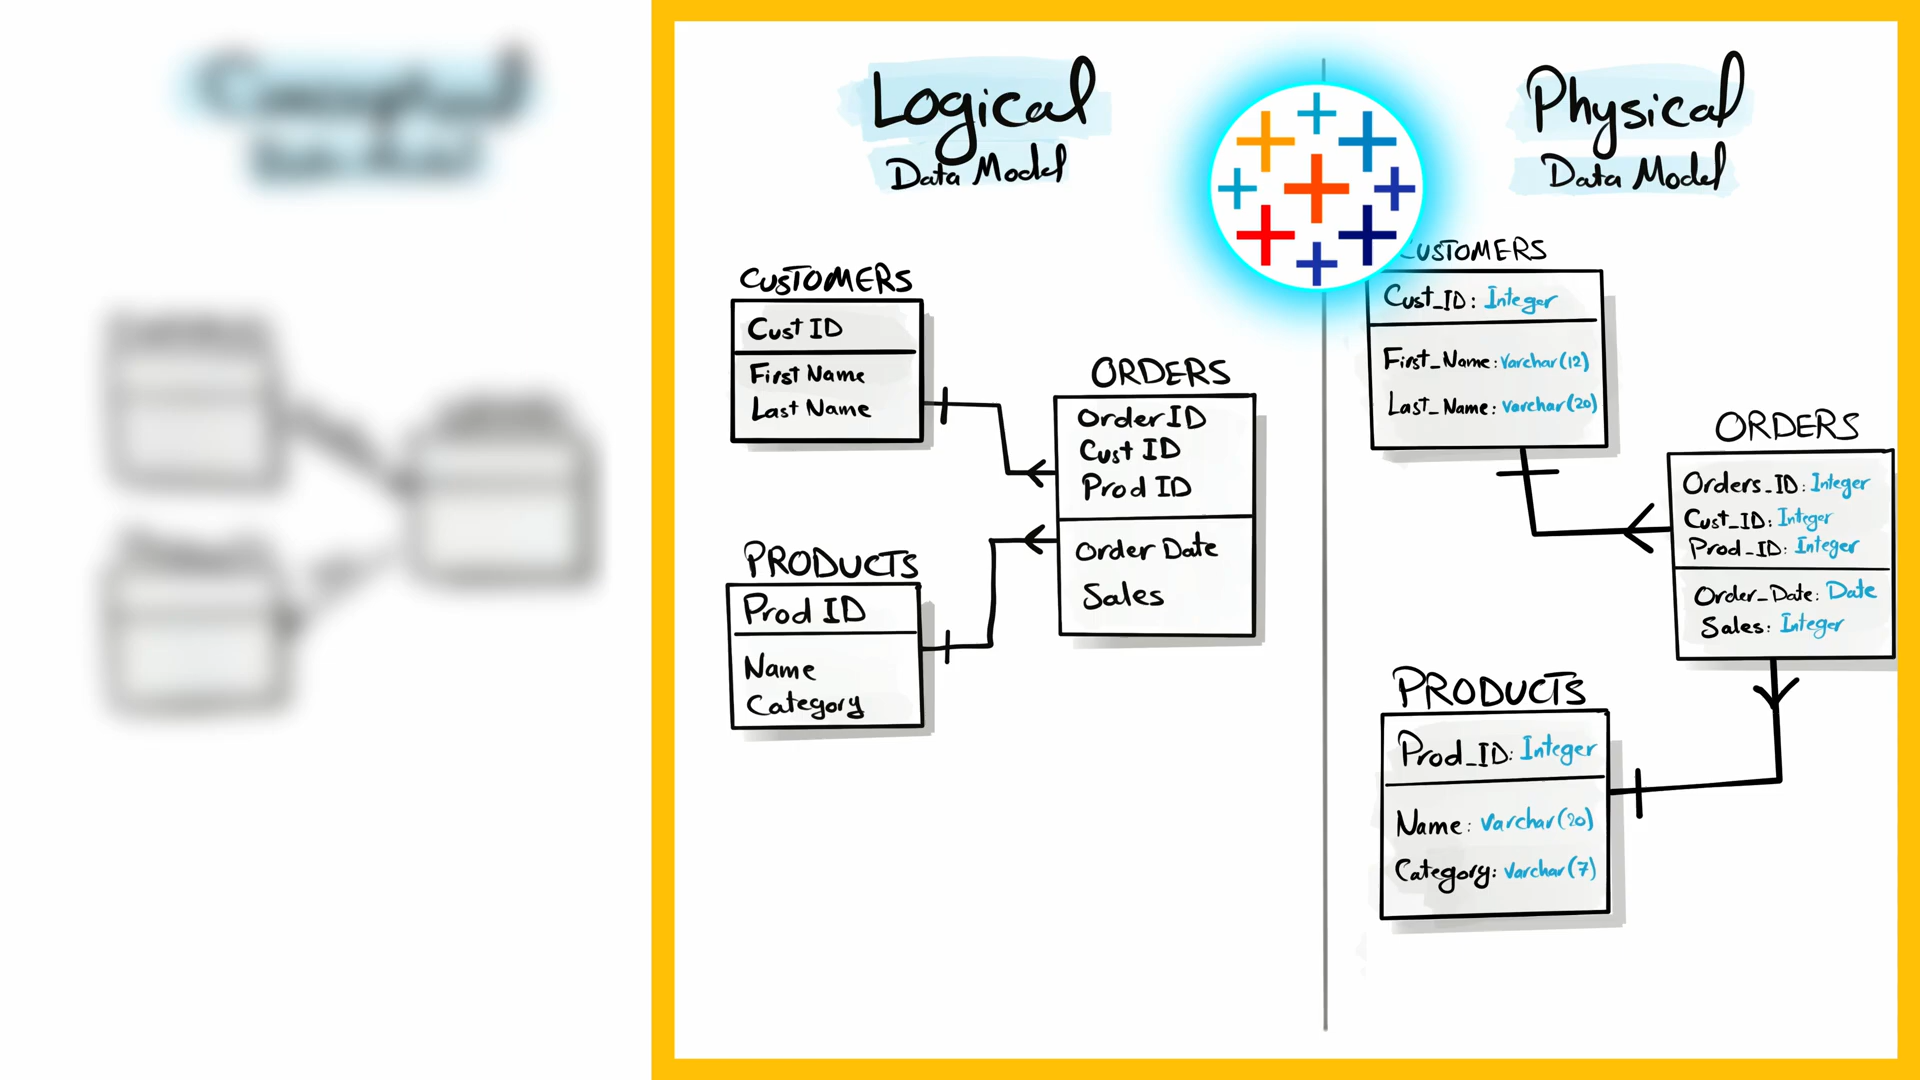 Logical
Data Model
CUSTOMERS
Cust ID
First Name
Last Name
ORDERS
Order ID
Cust ID
Prod ID
Order Date
Sales
PRODUCTS
Prod ID
Name
Category
Physical
Data Model
CUSTOMERS
Cust_ID: Integer
First_Name: Varchar(12)
Last_Name: Varchar(20)
ORDERS
Orders_ID: Integer
Cust_ID: Integer
Prod_ID: Integer
Order_Date: Date
Sales: Integer
PRODUCTS
Prod_ID: Integer
Name: Varchar(20)
Category: Varchar(7)